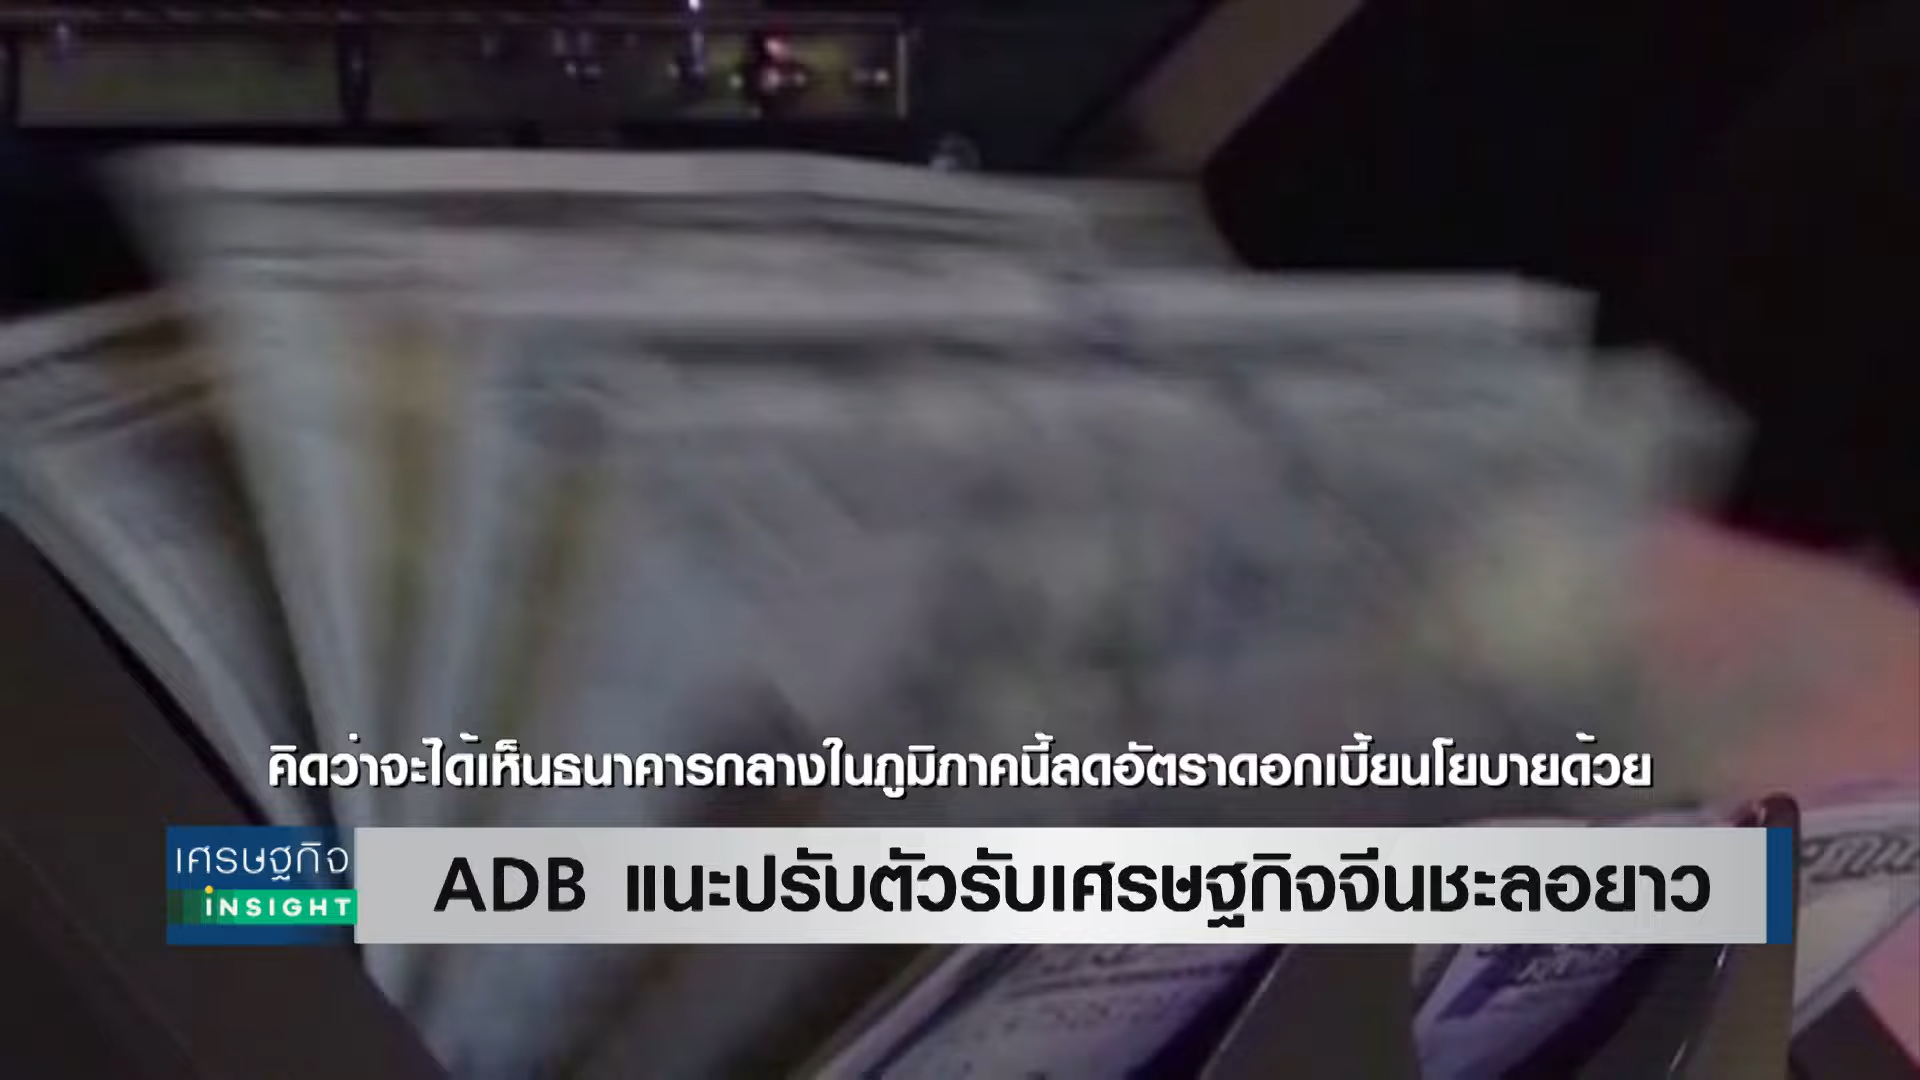 คิดว่าจะได้เห็นธนาคารกลางในภูมิภาคนี้ลดอัตราดอกเบี้ยนโยบายด้วย
เศรษฐกิจ
INSIGHT
ADB แนะปรับตัวรับเศรษฐกิจจีนชะลอยาว